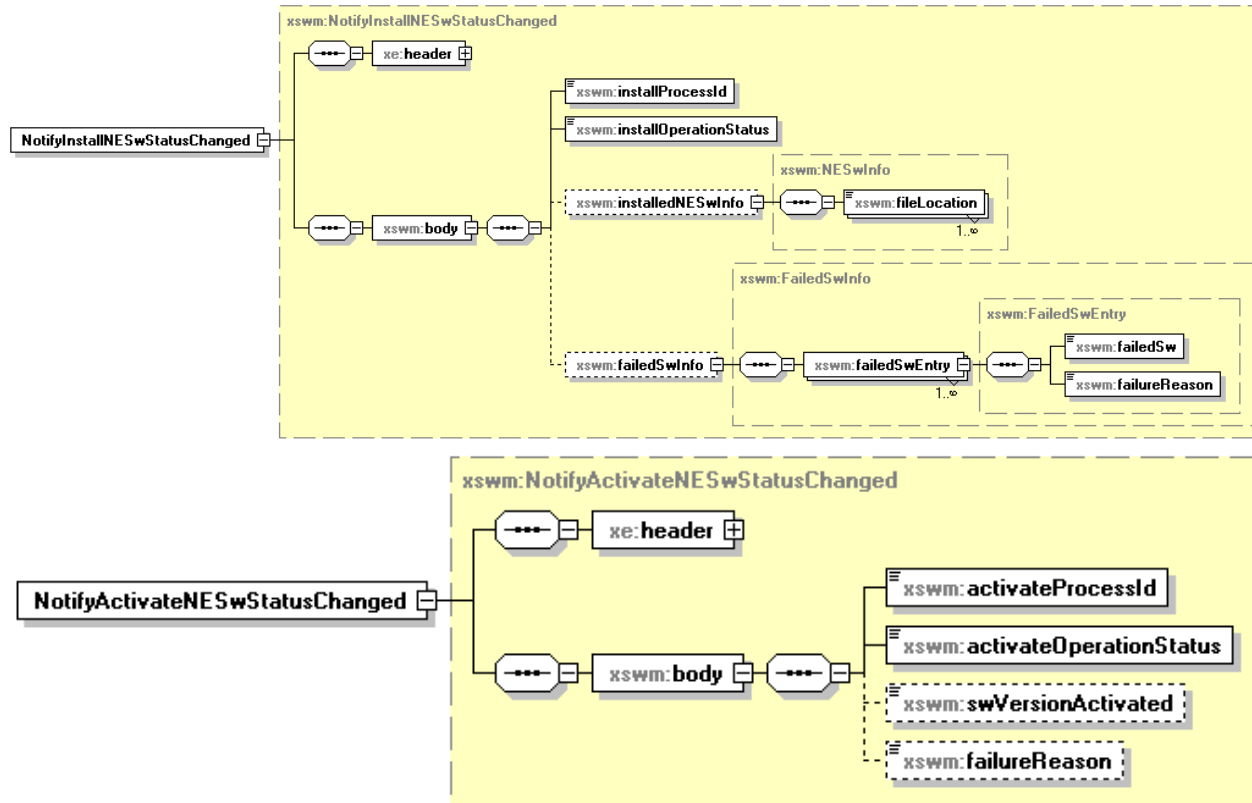 xswm:NotifyInstallNESwStatusChanged
xe:header
xswm:installProcessId
xswm:installOperationStatus
NotifyInstallNESwStatusChanged
xswm:NESwInfo
xswm:installedNESwInfo
xswm:fileLocation
1..∞
xswm:body
xswm:FailedSwInfo
xswm:FailedSwEntry
xswm:failedSw
xswm:failedSwInfo
xswm:failedSwEntry
1..∞
xswm:failureReason
xswm:NotifyActivateNESwStatusChanged
xe:header
NotifyActivateNESwStatusChanged
xswm:activateProcessId
xswm:activateOperationStatus
xswm:body
xswm:swVersionActivated
xswm:failureReason